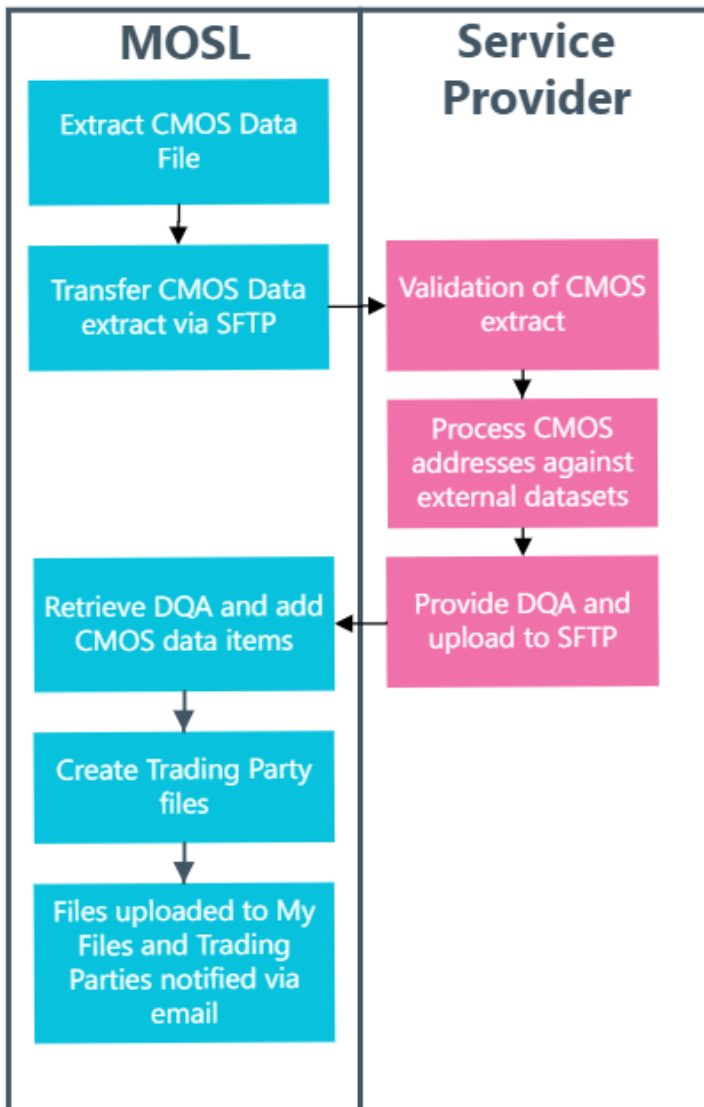 MOSL
Service
Provider
Extract CMOS Data
File
Transfer CMOS Data
extract via SFTP
Validation of CMOS
extract
Process CMOS
addresses against
external datasets
Provide DQA and
upload to SFTP
Retrieve DQA and add
CMOS data items
Create Trading Party
files
Files uploaded to My
Files and Trading
Parties notified via
email